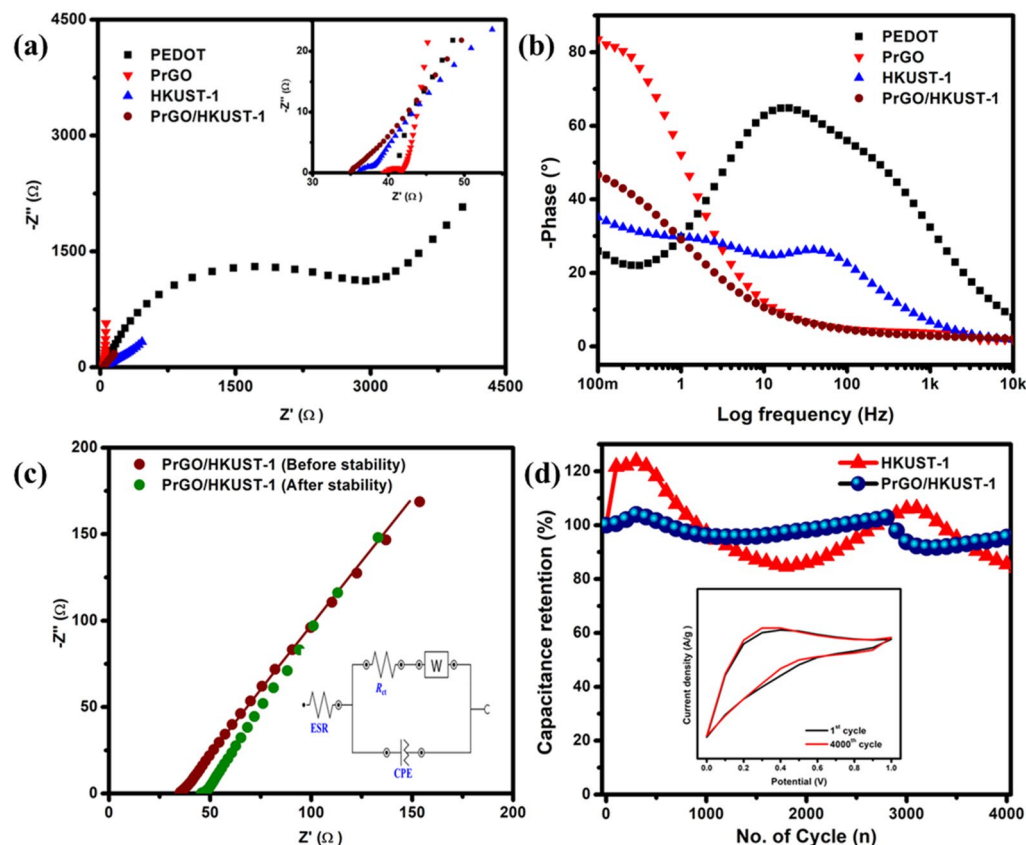 (a)
4500
3000
1500
0
-Z'' (Ω)
PEDOT
PrGO
HKUST-1
PrGO/HKUST-1
20
10
0
-Z'' (Ω)
30 40 50
Z' (Ω)
0 1500 3000 4500
Z' (Ω)
(b)
80
60
40
20
0
-Phase (°)
PEDOT
PrGO
HKUST-1
PrGO/HKUST-1
100m 1 10 100 1k 10k
Log frequency (Hz)
(c)
200
150
100
50
0
-Z'' (Ω)
PrGO/HKUST-1 (Before stability)
PrGO/HKUST-1 (After stability)
ESR
Rct
W
CPE
0 50 100 150 200
Z' (Ω)
(d)
120
100
80
60
40
20
0
Capacitance retention (%)
HKUST-1
PrGO/HKUST-1
Current density (A/g )
1st cycle
4000th cycle
0.0 0.2 0.4 0.6 0.8 1.0
Potential (V)
0 1000 2000 3000 4000
No. of Cycle (n)